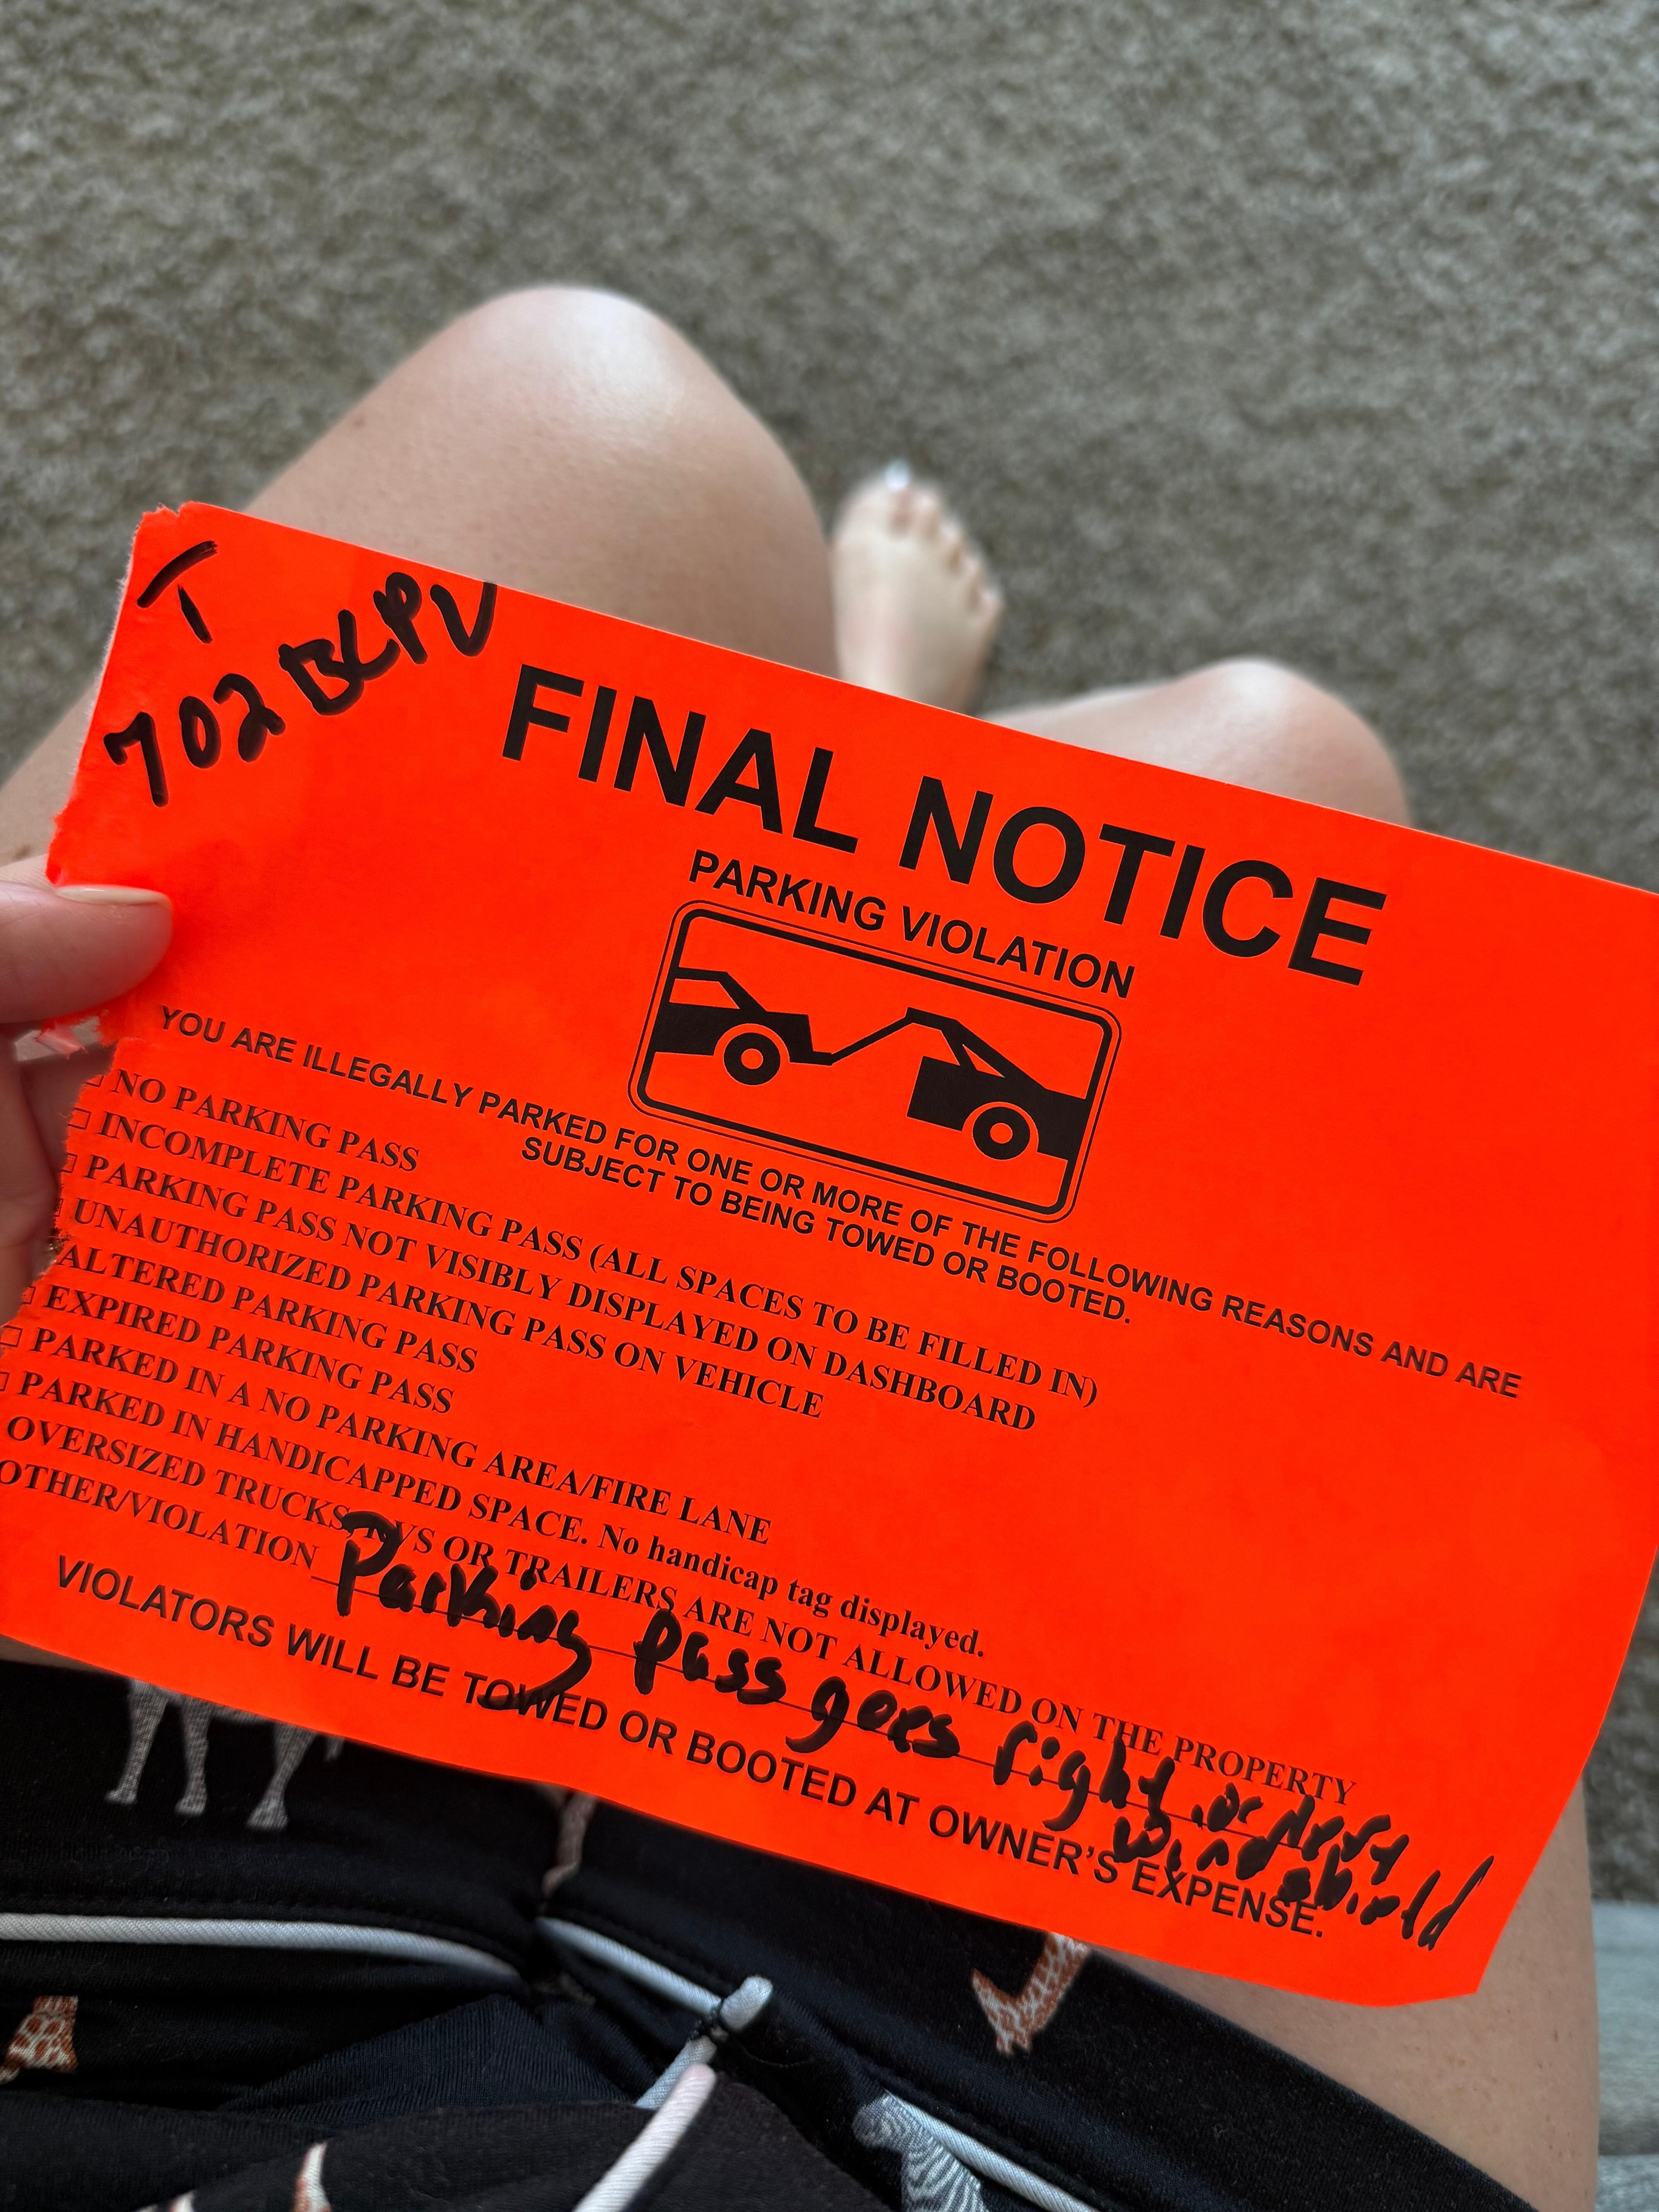 T
702 BLPV
FINAL NOTICE
PARKING VIOLATION
YOU ARE ILLEGALLY PARKED FOR ONE OR MORE OF THE FOLLOWING REASONS AND ARE
SUBJECT TO BEING TOWED OR BOOTED.
NO PARKING PASS
INCOMPLETE PARKING PASS (ALL SPACES TO BE FILLED IN)
PARKING PASS NOT VISIBLY DISPLAYED ON DASHBOARD
UNAUTHORIZED PARKING PASS ON VEHICLE
ALTERED PARKING PASS
EXPIRED PARKING PASS
PARKED IN A NO PARKING AREA/FIRE LANE
PARKED IN HANDICAPPED SPACE. No handicap tag displayed.
OVERSIZED TRUCKS, RVS OR TRAILERS ARE NOT ALLOWED ON THE PROPERTY
OTHER/VIOLATION Parking pass goes right
windshield
VIOLATORS WILL BE TOWED OR BOOTED AT OWNER'S EXPENSE.